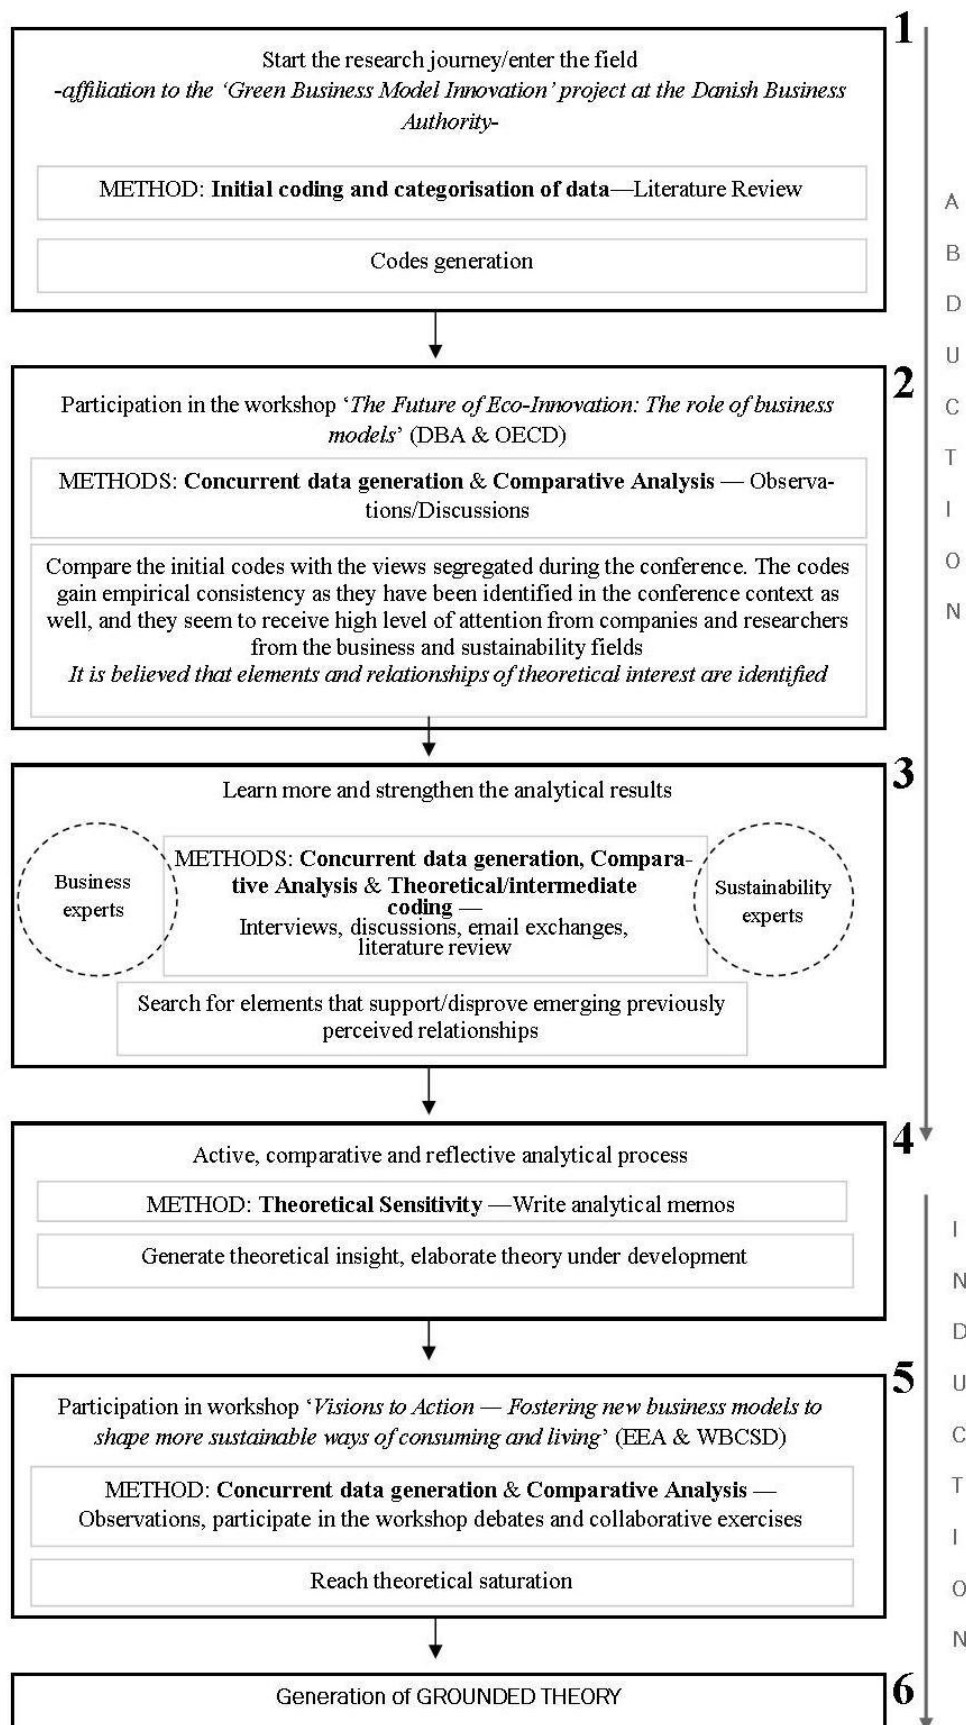 1
Start the research journey/enter the field
-affiliation to the ‘Green Business Model Innovation’ project at the Danish Business
Authority-
METHOD: Initial coding and categorisation of data—Literature Review
Codes generation
2
Participation in the workshop ‘The Future of Eco-Innovation: The role of business
models’ (DBA & OECD)
METHODS: Concurrent data generation & Comparative Analysis — Observa-
tions/Discussions
Compare the initial codes with the views segregated during the conference. The codes
gain empirical consistency as they have been identified in the conference context as
well, and they seem to receive high level of attention from companies and researchers
from the business and sustainability fields
It is believed that elements and relationships of theoretical interest are identified
3
Learn more and strengthen the analytical results
Business
experts
METHODS: Concurrent data generation, Compara-
tive Analysis & Theoretical/intermediate
coding —
Interviews, discussions, email exchanges,
literature review
Sustainability
experts
Search for elements that support/disprove emerging previously
perceived relationships
A
B
D
U
C
T
I
O
N
4
Active, comparative and reflective analytical process
METHOD: Theoretical Sensitivity —Write analytical memos
Generate theoretical insight, elaborate theory under development
5
Participation in workshop ‘Visions to Action — Fostering new business models to
shape more sustainable ways of consuming and living’ (EEA & WBCSD)
METHOD: Concurrent data generation & Comparative Analysis —
Observations, participate in the workshop debates and collaborative exercises
Reach theoretical saturation
6
Generation of GROUNDED THEORY
I
N
D
U
C
T
I
O
N